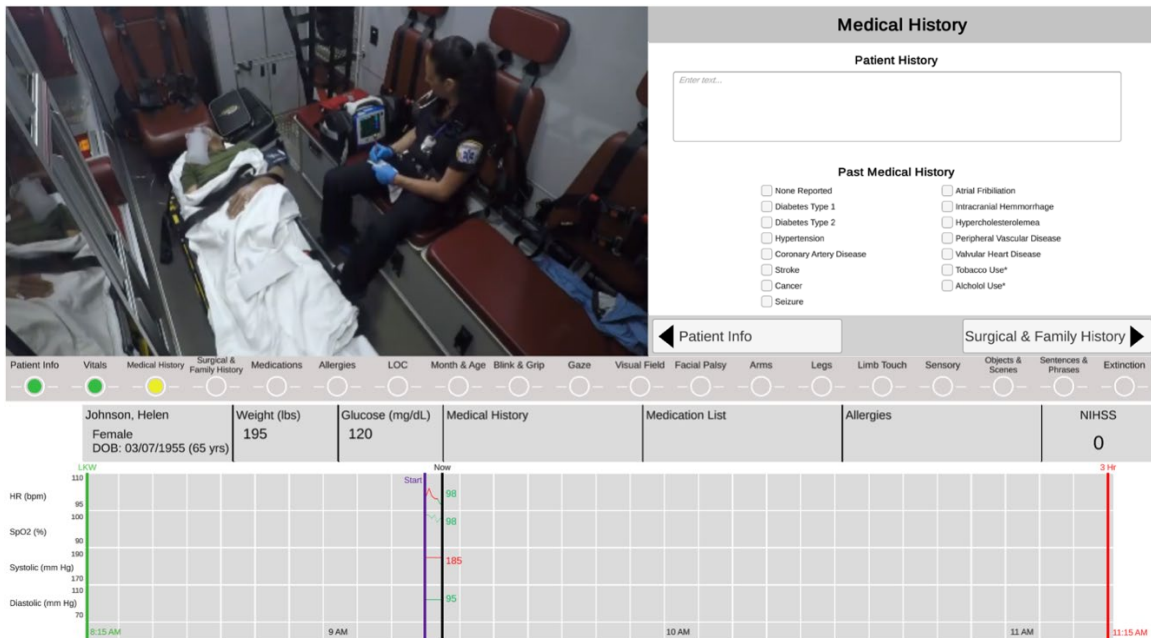 Medical History
Patient History
Enter text...
Past Medical History
None Reported
Diabetes Type 1
Diabetes Type 2
Hypertension
Coronary Artery Disease
Stroke
Cancer
Seizure
Atrial Fribiliation
Intracranial Hemmorrhage
Hypercholesterolemea
Peripheral Vascular Disease
Valvular Heart Disease
Tobacco Use*
Alcholol Use*
Patient Info
Surgical & Family History
Patient Info
Vitals
Medical History
Surgical &
Family History
Medications
Allergies
LOC
Month & Age
Blink & Grip
Gaze
Visual Field
Facial Palsy
Arms
Legs
Limb Touch
Sensory
Objects &
Scenes
Sentences &
Phrases
Extinction
Johnson, Helen
Female
DOB: 03/07/1955 (65 yrs)
Weight (lbs)
195
Glucose (mg/dL)
120
Medical History
Medication List
Allergies
NIHSS
0
LKW
Now
3 Hr
Start
HR (bpm)
110
95
98
SpO2 (%)
100
90
98
Systolic (mm Hg)
190
170
185
Diastolic (mm Hg)
110
70
95
8:15 AM
9 AM
10 AM
11 AM
11:15 AM